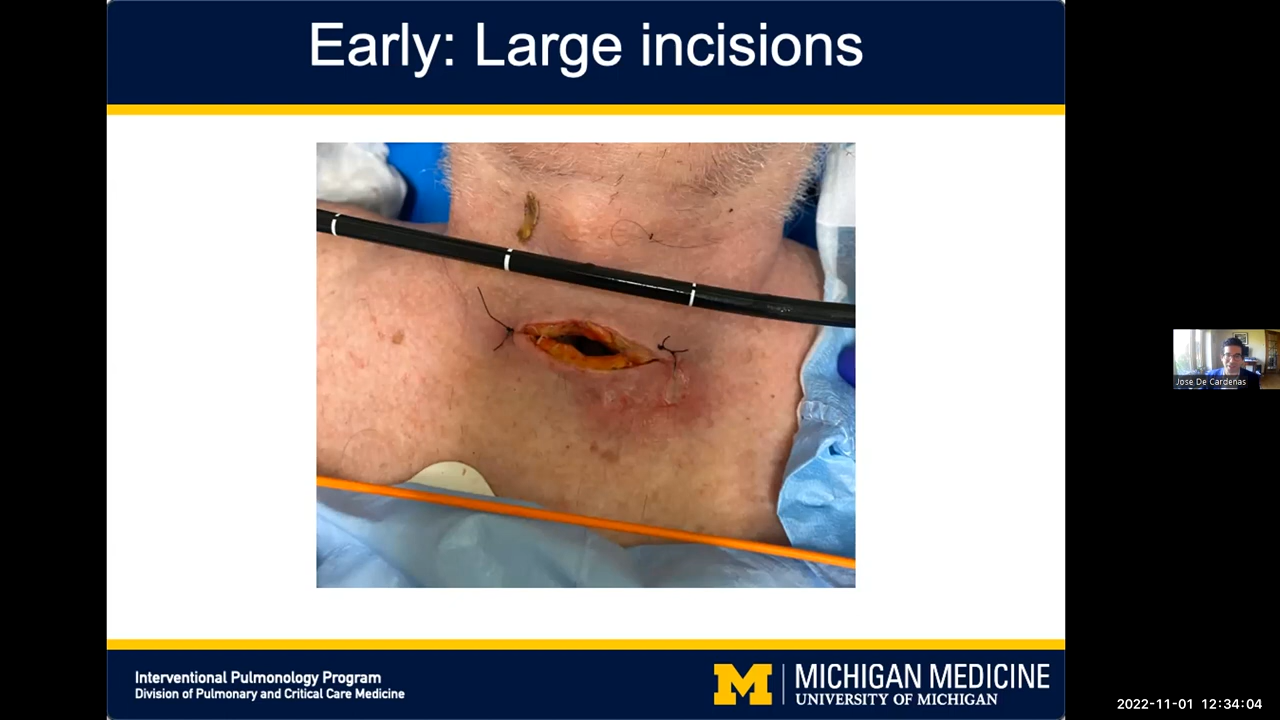 Early: Large incisions
Jose De Cardenas
Interventional Pulmonology Program
Division of Pulmonary and Critical Care Medicine
M
MICHIGAN MEDICINE
UNIVERSITY OF MICHIGAN
2022-11-01 12:34:04